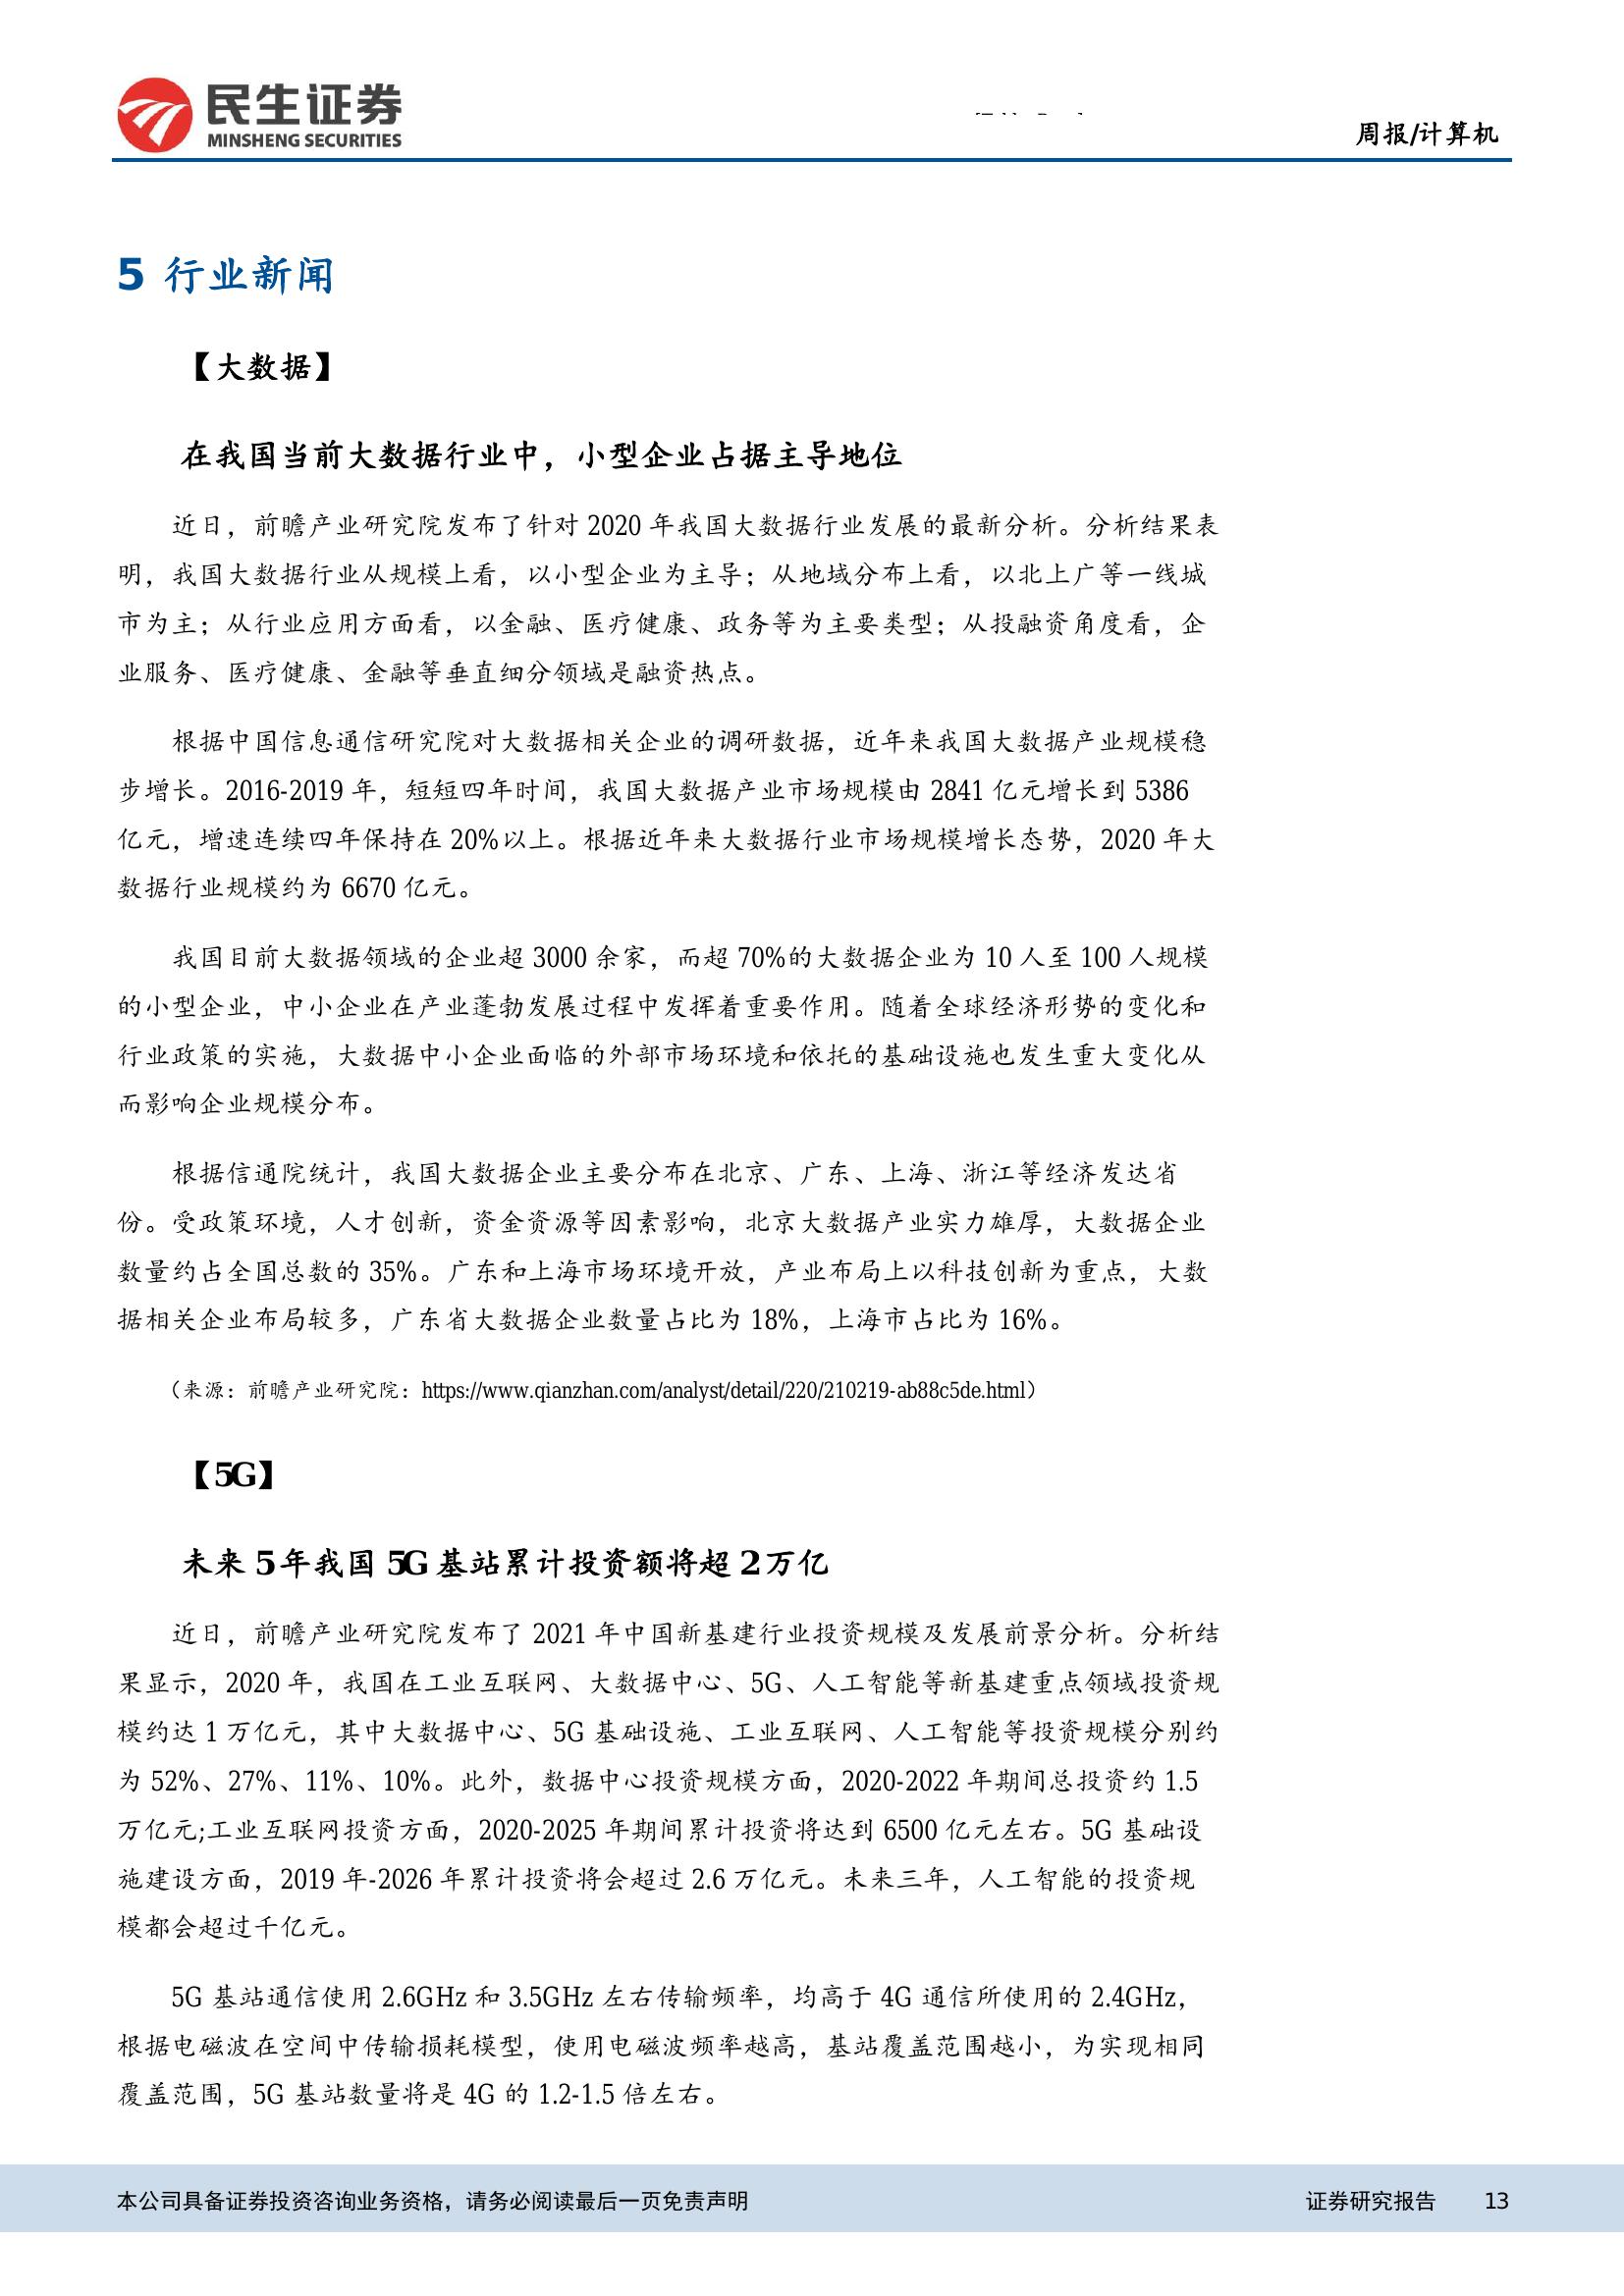 民生证券
MINSHENG SECURITIES
周报/计算机
5 行业新闻
【大数据】
在我国当前大数据行业中，小型企业占据主导地位
近日，前瞻产业研究院发布了针对 2020 年我国大数据行业发展的最新分析。分析结果表
明，我国大数据行业从规模上看，以小型企业为主导；从地域分布上看，以北上广等一线城
市为主；从行业应用方面看，以金融、医疗健康、政务等为主要类型；从投融资角度看，企
业服务、医疗健康、金融等垂直细分领域是融资热点。
根据中国信息通信研究院对大数据相关企业的调研数据，近年来我国大数据产业规模稳
步增长。2016-2019 年，短短四年时间，我国大数据产业市场规模由 2841 亿元增长到 5386
亿元，增速连续四年保持在 20%以上。根据近年来大数据行业市场规模增长态势，2020 年大
数据行业规模约为 6670 亿元。
我国目前大数据领域的企业超 3000 余家，而超 70%的大数据企业为 10 人至 100 人规模
的小型企业，中小企业在产业蓬勃发展过程中发挥着重要作用。随着全球经济形势的变化和
行业政策的实施，大数据中小企业面临的外部市场环境和依托的基础设施也发生重大变化从
而影响企业规模分布。
根据信通院统计，我国大数据企业主要分布在北京、广东、上海、浙江等经济发达省
份。受政策环境，人才创新，资金资源等因素影响，北京大数据产业实力雄厚，大数据企业
数量约占全国总数的 35%。广东和上海市场环境开放，产业布局上以科技创新为重点，大数
据相关企业布局较多，广东省大数据企业数量占比为 18%，上海市占比为 16%。
（来源：前瞻产业研究院：https://www.qianzhan.com/analyst/detail/220/210219-ab88c5de.html）
【5G】
未来 5 年我国 5G 基站累计投资额将超 2 万亿
近日，前瞻产业研究院发布了 2021 年中国新基建行业投资规模及发展前景分析。分析结
果显示，2020 年，我国在工业互联网、大数据中心、5G、人工智能等新基建重点领域投资规
模约达 1 万亿元，其中大数据中心、5G 基础设施、工业互联网、人工智能等投资规模分别约
为 52%、27%、11%、10%。此外，数据中心投资规模方面，2020-2022 年期间总投资约 1.5
万亿元;工业互联网投资方面，2020-2025 年期间累计投资将达到 6500 亿元左右。5G 基础设
施建设方面，2019 年-2026 年累计投资将会超过 2.6 万亿元。未来三年，人工智能的投资规
模都会超过千亿元。
5G 基站通信使用 2.6GHz 和 3.5GHz 左右传输频率，均高于 4G 通信所使用的 2.4GHz，
根据电磁波在空间中传输损耗模型，使用电磁波频率越高，基站覆盖范围越小，为实现相同
覆盖范围，5G 基站数量将是 4G 的 1.2-1.5 倍左右。
本公司具备证券投资咨询业务资格，请务必阅读最后一页免责声明
证券研究报告 13